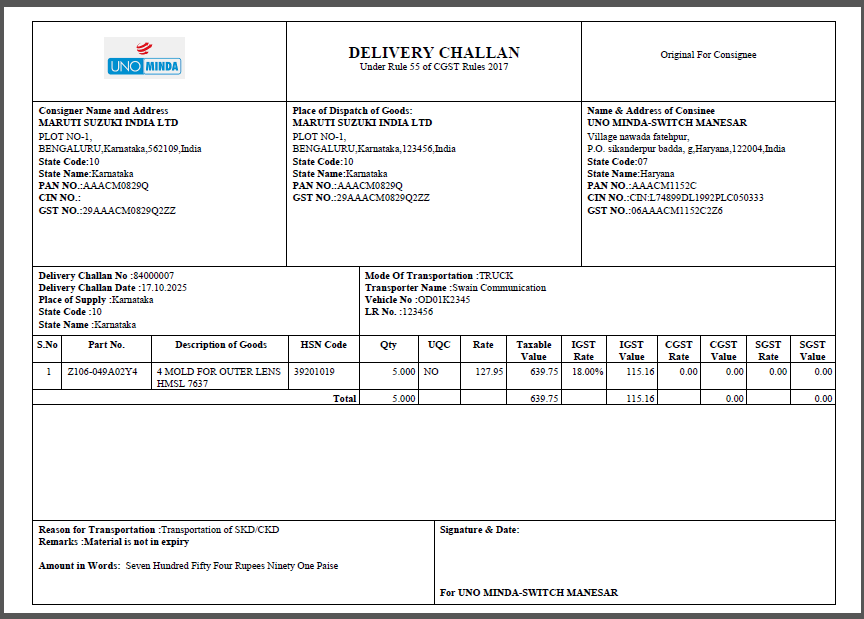 UNO MINDA
DELIVERY CHALLAN
Under Rule 55 of CGST Rules 2017
Original For Consignee
Consigner Name and Address
MARUTI SUZUKI INDIA LTD
PLOT NO-1,
BENGALURU,Karnataka,562109,India
State Code:10
State Name:Karnataka
PAN NO.:AAACM0829Q
CIN NO.:
GST NO.:29AAACM0829Q2ZZ
Place of Dispatch of Goods:
MARUTI SUZUKI INDIA LTD
PLOT NO-1,
BENGALURU,Karnataka,123456,India
State Code:10
State Name:Karnataka
PAN NO.:AAACM0829Q
GST NO.:29AAACM0829Q2ZZ
Name & Address of Consinee
UNO MINDA-SWITCH MANESAR
Village nawada fatehpur,
P.O. sikanderpur badda, g,Haryana,122004,India
State Code:07
State Name:Haryana
PAN NO.:AAACM1152C
CIN NO.:CIN:L74899DL1992PLC050333
GST NO.:06AAACM1152C2Z6
Delivery Challan No :84000007
Delivery Challan Date :17.10.2025
Place of Supply :Karnataka
State Code :10
State Name :Karnataka
Mode Of Transportation :TRUCK
Transporter Name :Swain Communication
Vehicle No :OD01K2345
LR No. :123456
S.No Part No. Description of Goods HSN Code Qty UQC Rate Taxable Value IGST Rate IGST Value CGST Rate CGST Value SGST Rate SGST Value
1 Z106-049A02Y4 4 MOLD FOR OUTER LENS 39201019 5.000 NO 127.95 639.75 18.00% 115.16 0.00 0.00 0.00 0.00
HMSL 7637
Total 5.000 639.75 115.16 0.00 0.00
Reason for Transportation :Transportation of SKD/CKD
Remarks :Material is not in expiry
Amount in Words: Seven Hundred Fifty Four Rupees Ninety One Paise
Signature & Date:
For UNO MINDA-SWITCH MANESAR